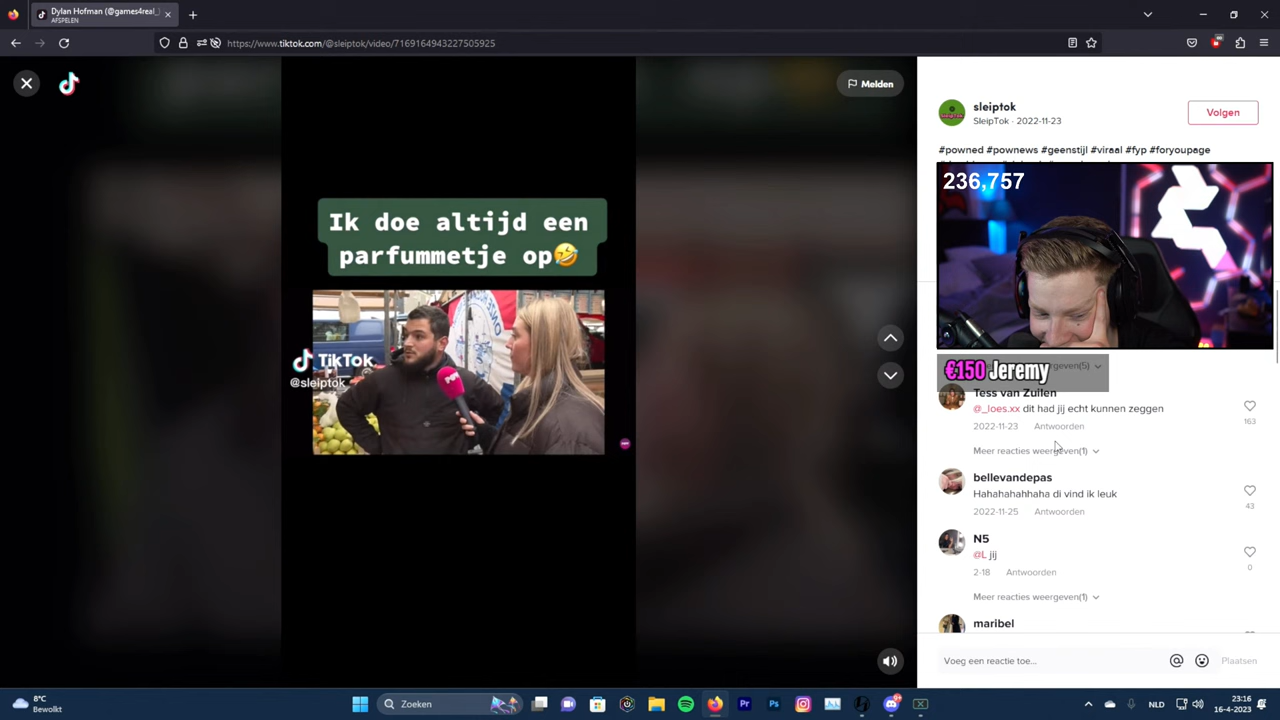 Dylan Hofman (@games4real_
AFSPELEN
https://www.tiktok.com/@sleiptok/video/7169164943227505925
Melden
Ik doe altijd een
parfummetje op🤣
TikTok
@sleiptok
sleiptok
SleipTok · 2022-11-23
Volgen
#powned #pownews #geenstijl #viraal #fyp #foryoupage
236,757
€150 Jeremy
Tess van Zuilen
@_loes.xx dit had jij echt kunnen zeggen
163
2022-11-23 Antwoorden
Meer reacties weergeven(1)
bellevandepas
Hahahahahhaha di vind ik leuk
43
2022-11-25 Antwoorden
N5
@L jij
0
2-18 Antwoorden
Meer reacties weergeven(1)
maribel
Voeg een reactie toe...
Plaatsen
8°C
Bewolkt
Zoeken
NLD
23:16
16-4-2023